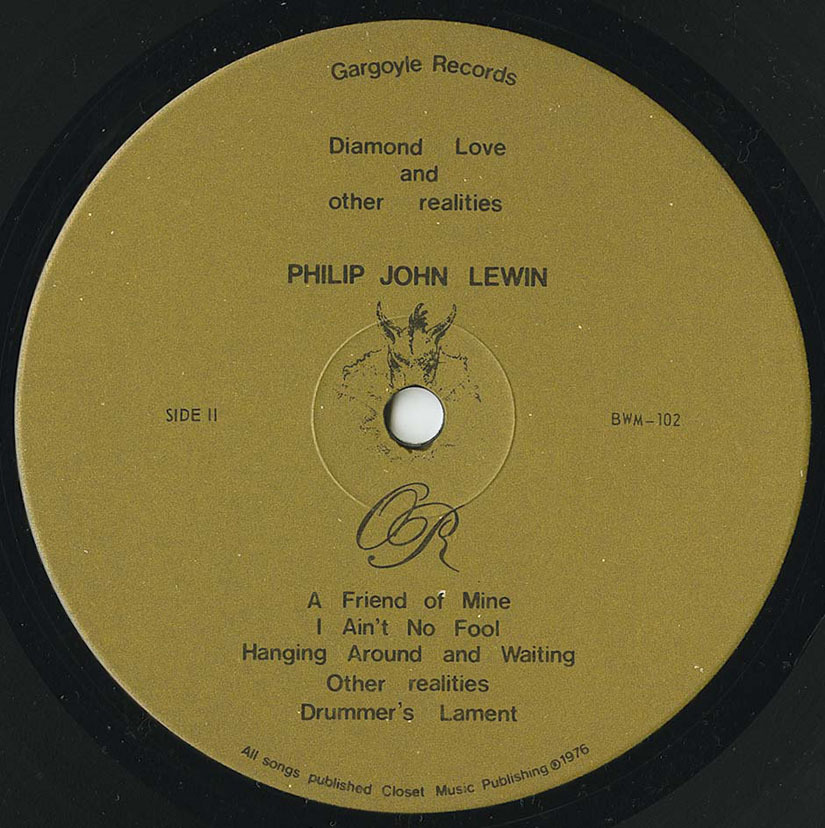 Gargoyle Records
Diamond Love
and
other realities
PHILIP JOHN LEWIN
SIDE II
BWM-102
OR
A Friend of Mine
I Ain't No Fool
Hanging Around and Waiting
Other realities
Drummer's Lament
All songs published Closet Music Publishing ℗1976